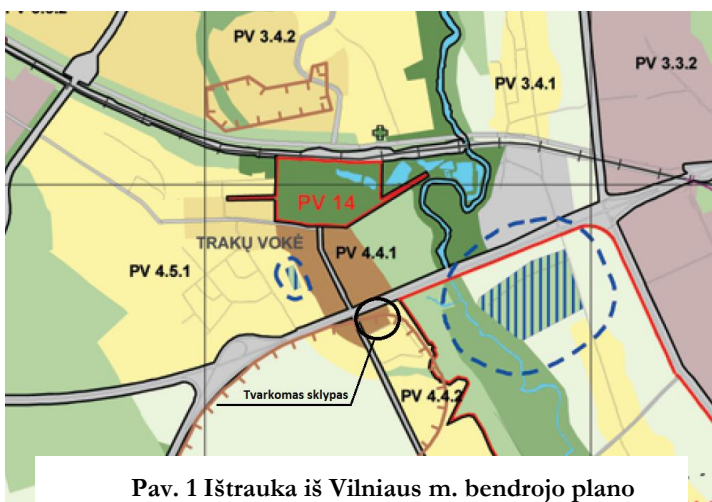 PV 3.4.2
PV 3.4.1
PV 3.3.2
PV 14
TRAKŲ VOKĖ
PV 4.4.1
PV 4.5.1
Tvarkomas sklypas
PV 4.4.2
Pav. 1 Ištrauka iš Vilniaus m. bendrojo plano